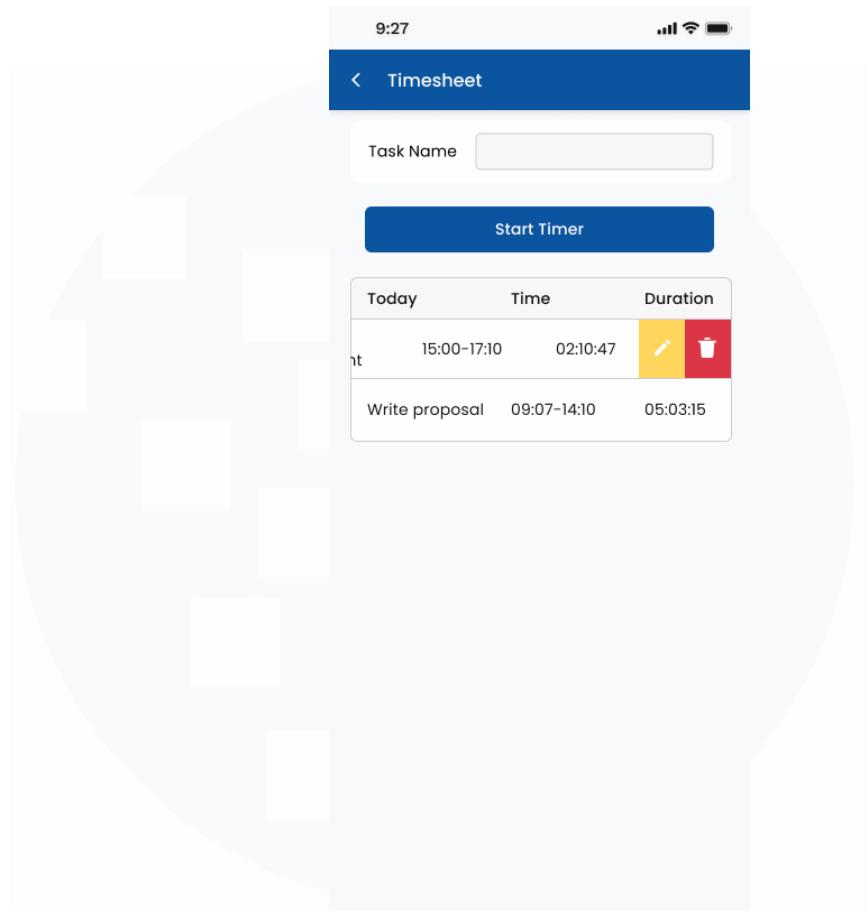 9:27
Timesheet
Task Name
Start Timer
Today Time Duration
15:00-17:10 02:10:47
nt
Write proposal 09:07-14:10 05:03:15